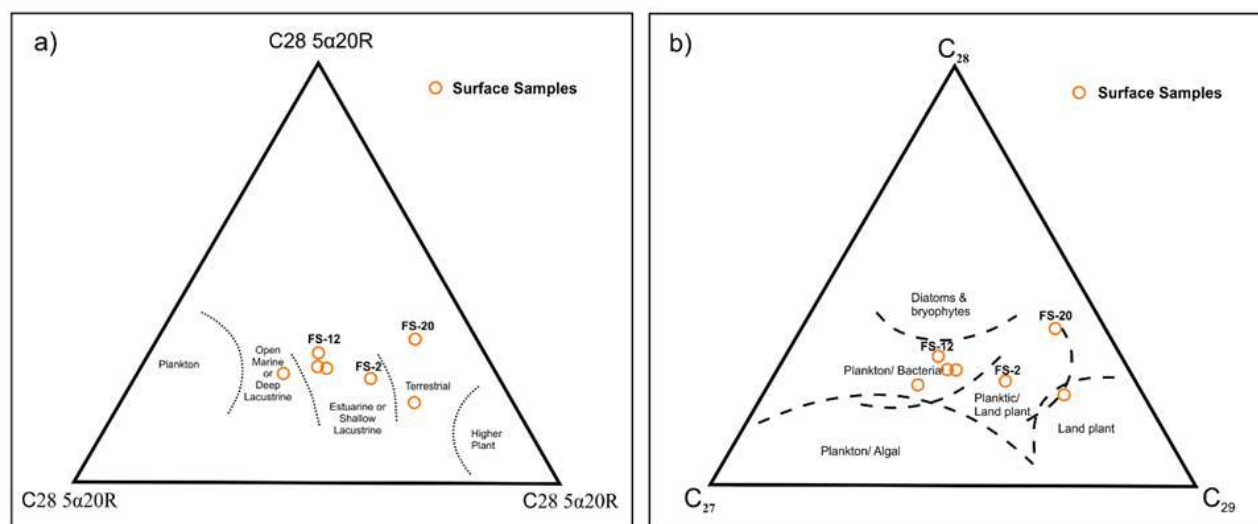 a)
C28 5α20R
Surface Samples
FS-20
FS-12
Open
Marine
or
Deep
Lacustrine
Plankton
FS-2
Terrestrial
Estuarine or
Shallow
Lacustrine
Higher
Plant
C28 5α20R
C28 5α20R
b)
C28
Surface Samples
Diatoms &
bryophytes
FS-20
FS-12
Plankton/ Bacteria
FS-2
Planktic/
Land plant
Land plant
Plankton/ Algal
C27
C29